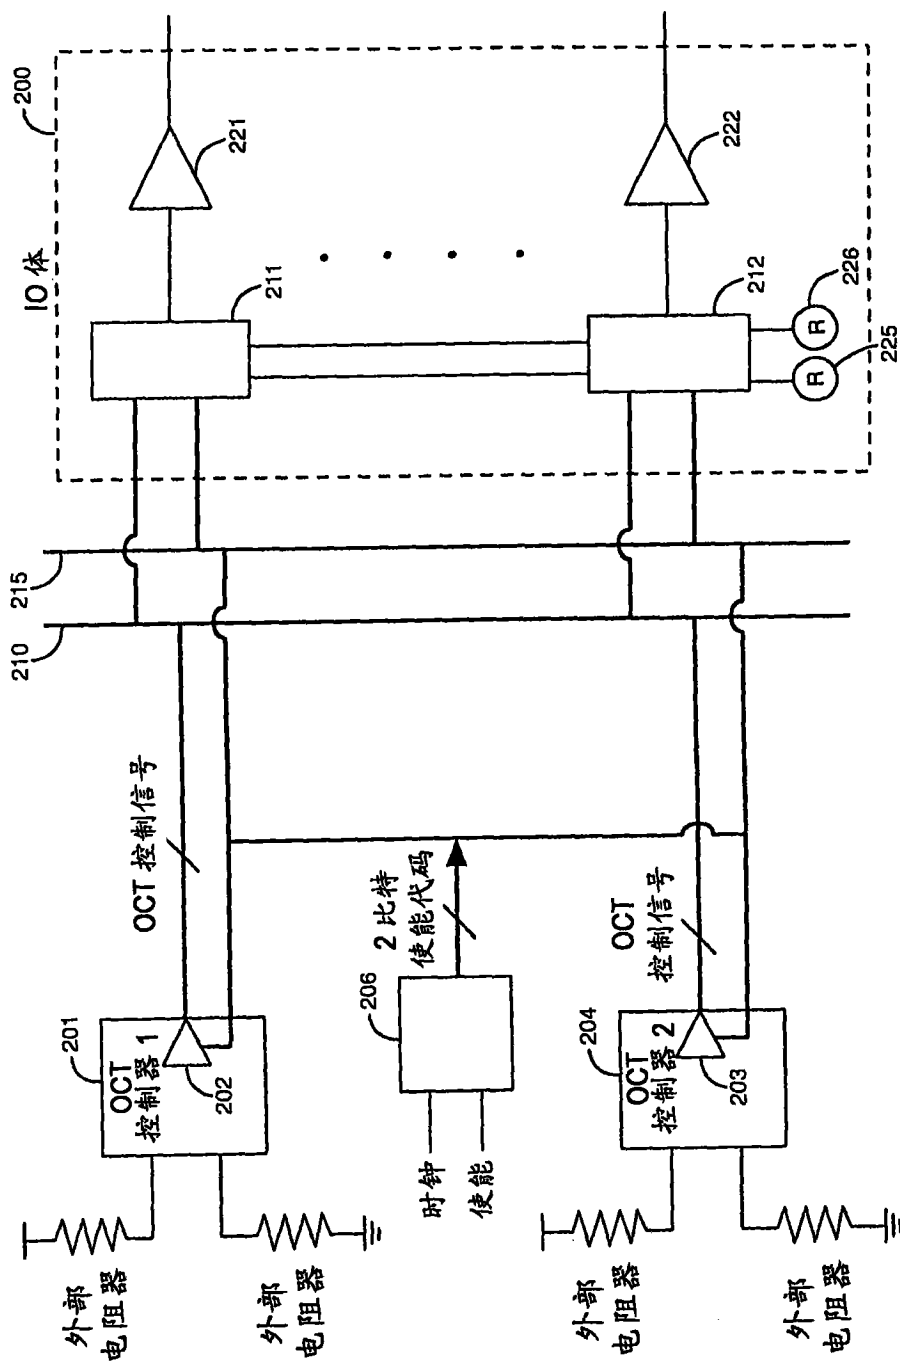 200
IO 体
221
222
211
212
226
225
R
R
215
210
OCT 控制信号
OCT
控制信号
2 比特
使能代码
206
时钟
使能
201
OCT
控制器 1
202
204
OCT
控制器 2
203
外部
电阻器
外部
电阻器
外部
电阻器
外部
电阻器